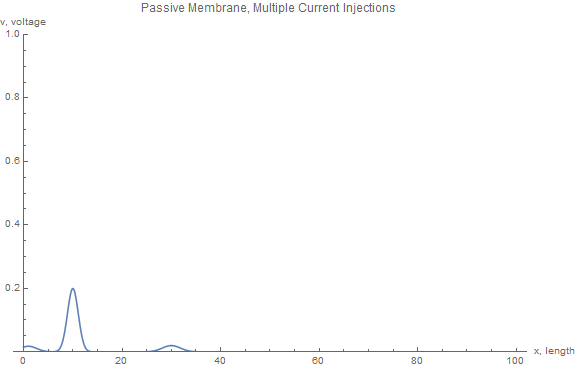 Passive Membrane, Multiple Current Injections
v, voltage
1.0
0.8
0.6
0.4
0.2
0 20 40 60 80 100 x, length